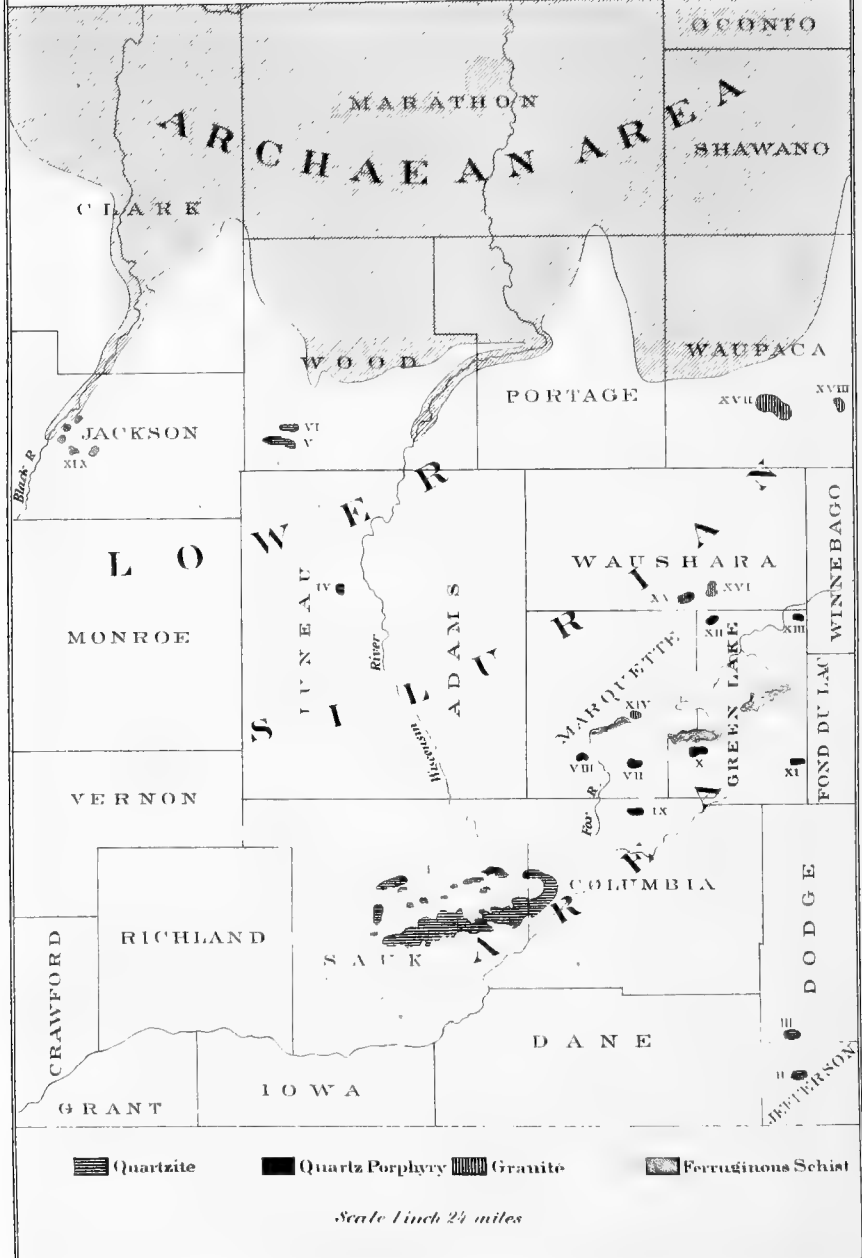 OCONTO
MARATHON
ARCHAEAN AREA
SHAWANO
CLARK
WOOD
WAUPACA
PORTAGE
XVII
XVIII
JACKSON
VI
V
XIX
Black R
LOWER
WAUSHARA
WINNEBAGO
IV
XV
XVI
MONROE
JUNEAU
River
ADAMS
XII
XIII
MARQUETTE
GREEN LAKE
SILURIAN
XIV
FOND DU LAC
Wisconsin
VIII
VII
X
XI
VERNON
Fox R
IX
AREA
I
COLUMBIA
DODGE
RICHLAND
SAUK
CRAWFORD
III
DANE
II
JEFFERSON
IOWA
GRANT
Quartzite Quartz Porphyry Granite Ferruginous Schist
Scale 1 inch 24 miles